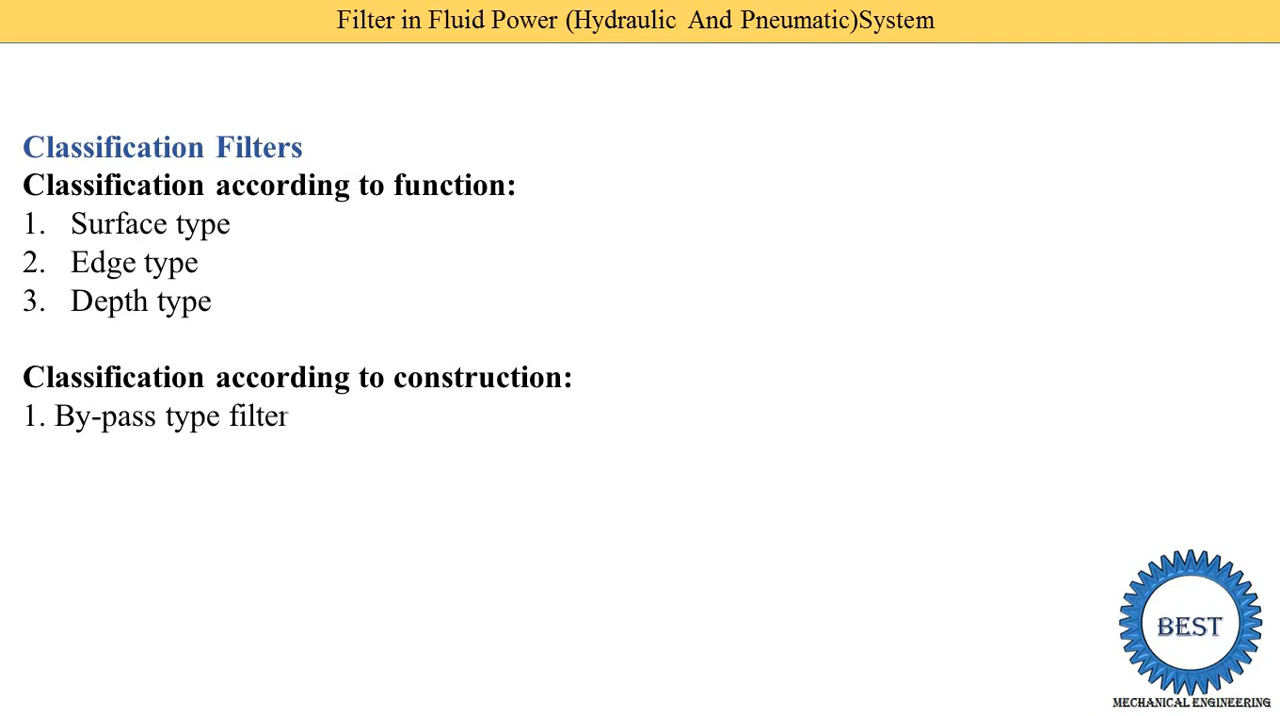 Filter in Fluid Power (Hydraulic And Pneumatic)System
Classification Filters
Classification according to function:
1. Surface type
2. Edge type
3. Depth type
Classification according to construction:
1. By-pass type filter
BEST
MECHANICAL ENGINEERING